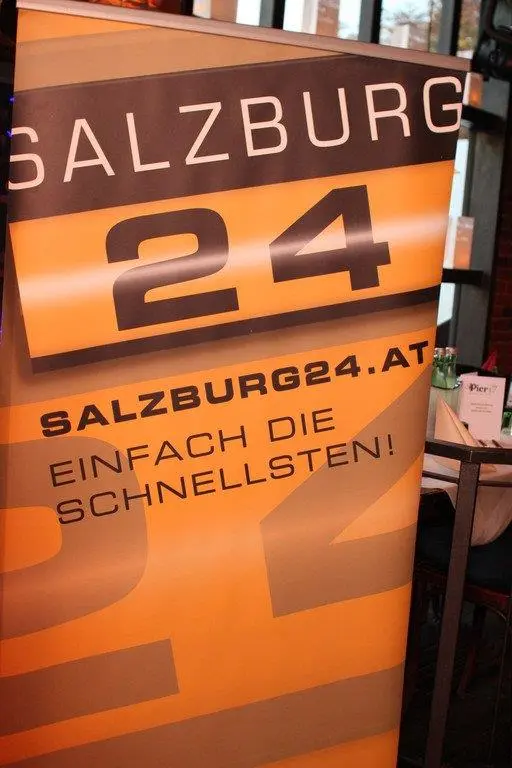 SALZBURG
24
SALZBURG24.AT
EINFACH DIE
SCHNELLSTEN!
Pier